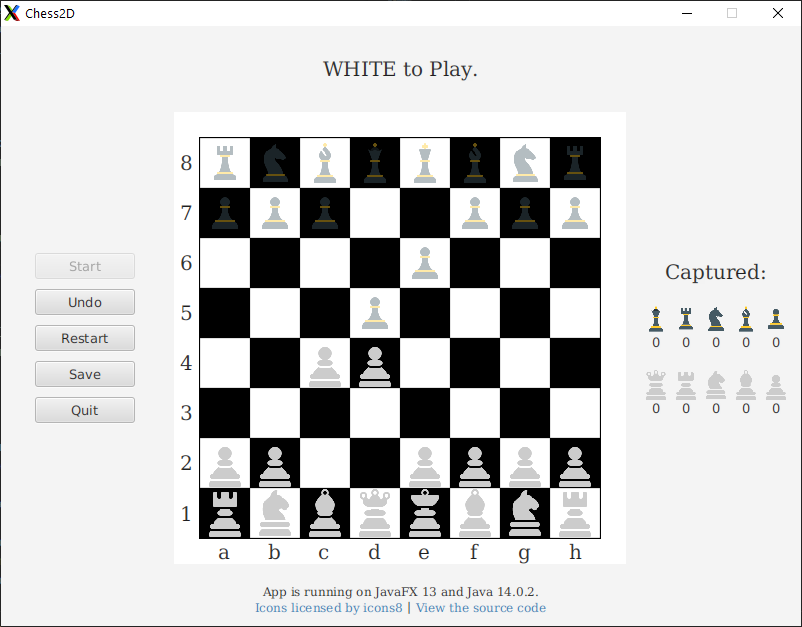 Chess2D
WHITE to Play.
8
7
6
5
4
3
2
1
a b c d e f g h
Start
Undo
Restart
Save
Quit
Captured:
0 0 0 0 0
0 0 0 0 0
App is running on JavaFX 13 and Java 14.0.2.
Icons licensed by icons8 | View the source code